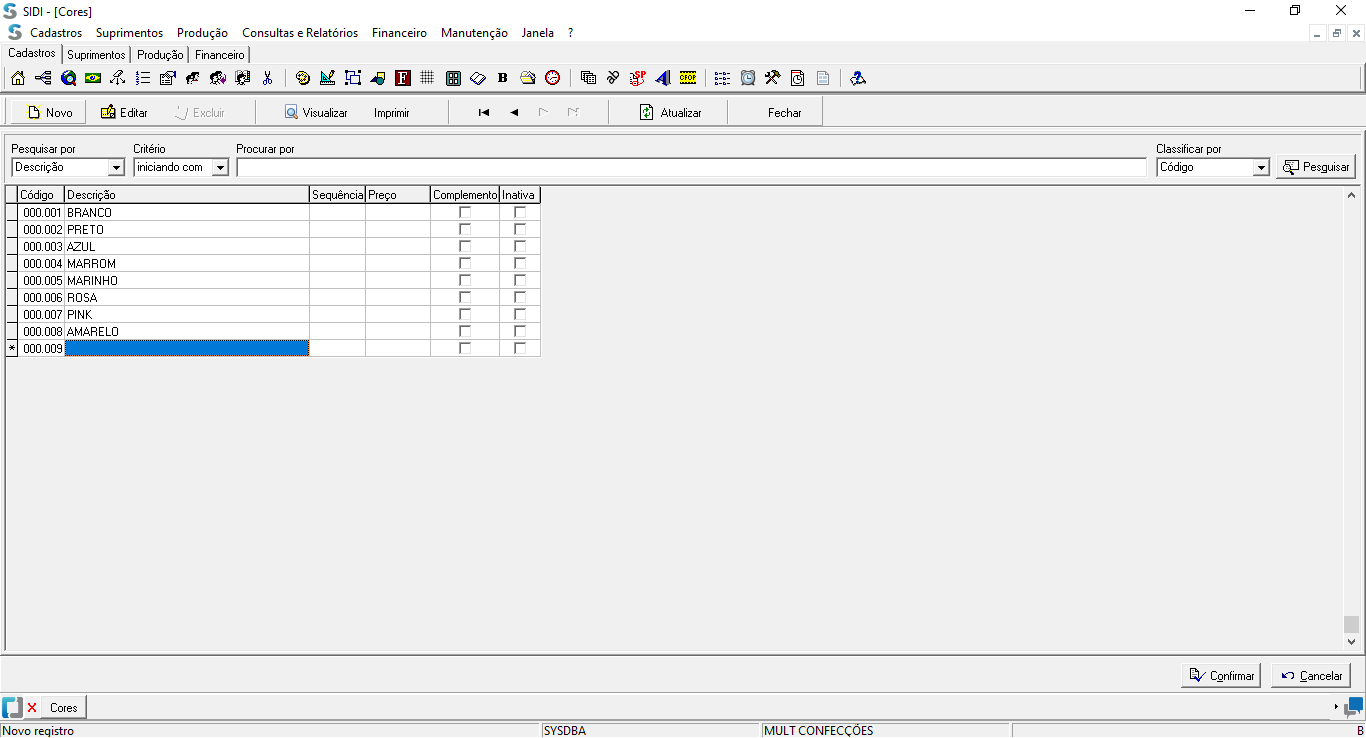 SIDI - [Cores]
Cadastros Suprimentos Produção Consultas e Relatórios Financeiro Manutenção Janela ?
Cadastros Suprimentos Produção Financeiro
F B SP CFOP
Novo Editar Excluir Visualizar Imprimir Atualizar Fechar
Pesquisar por Critério Procurar por Classificar por
Descrição iniciando com Código Pesquisar
Código Descrição Sequência Preço Complemento Inativa
000.001 BRANCO
000.002 PRETO
000.003 AZUL
000.004 MARROM
000.005 MARINHO
000.006 ROSA
000.007 PINK
000.008 AMARELO
* 000.009
Confirmar Cancelar
Cores
Novo registro SYSDBA MULT CONFECÇÕES B